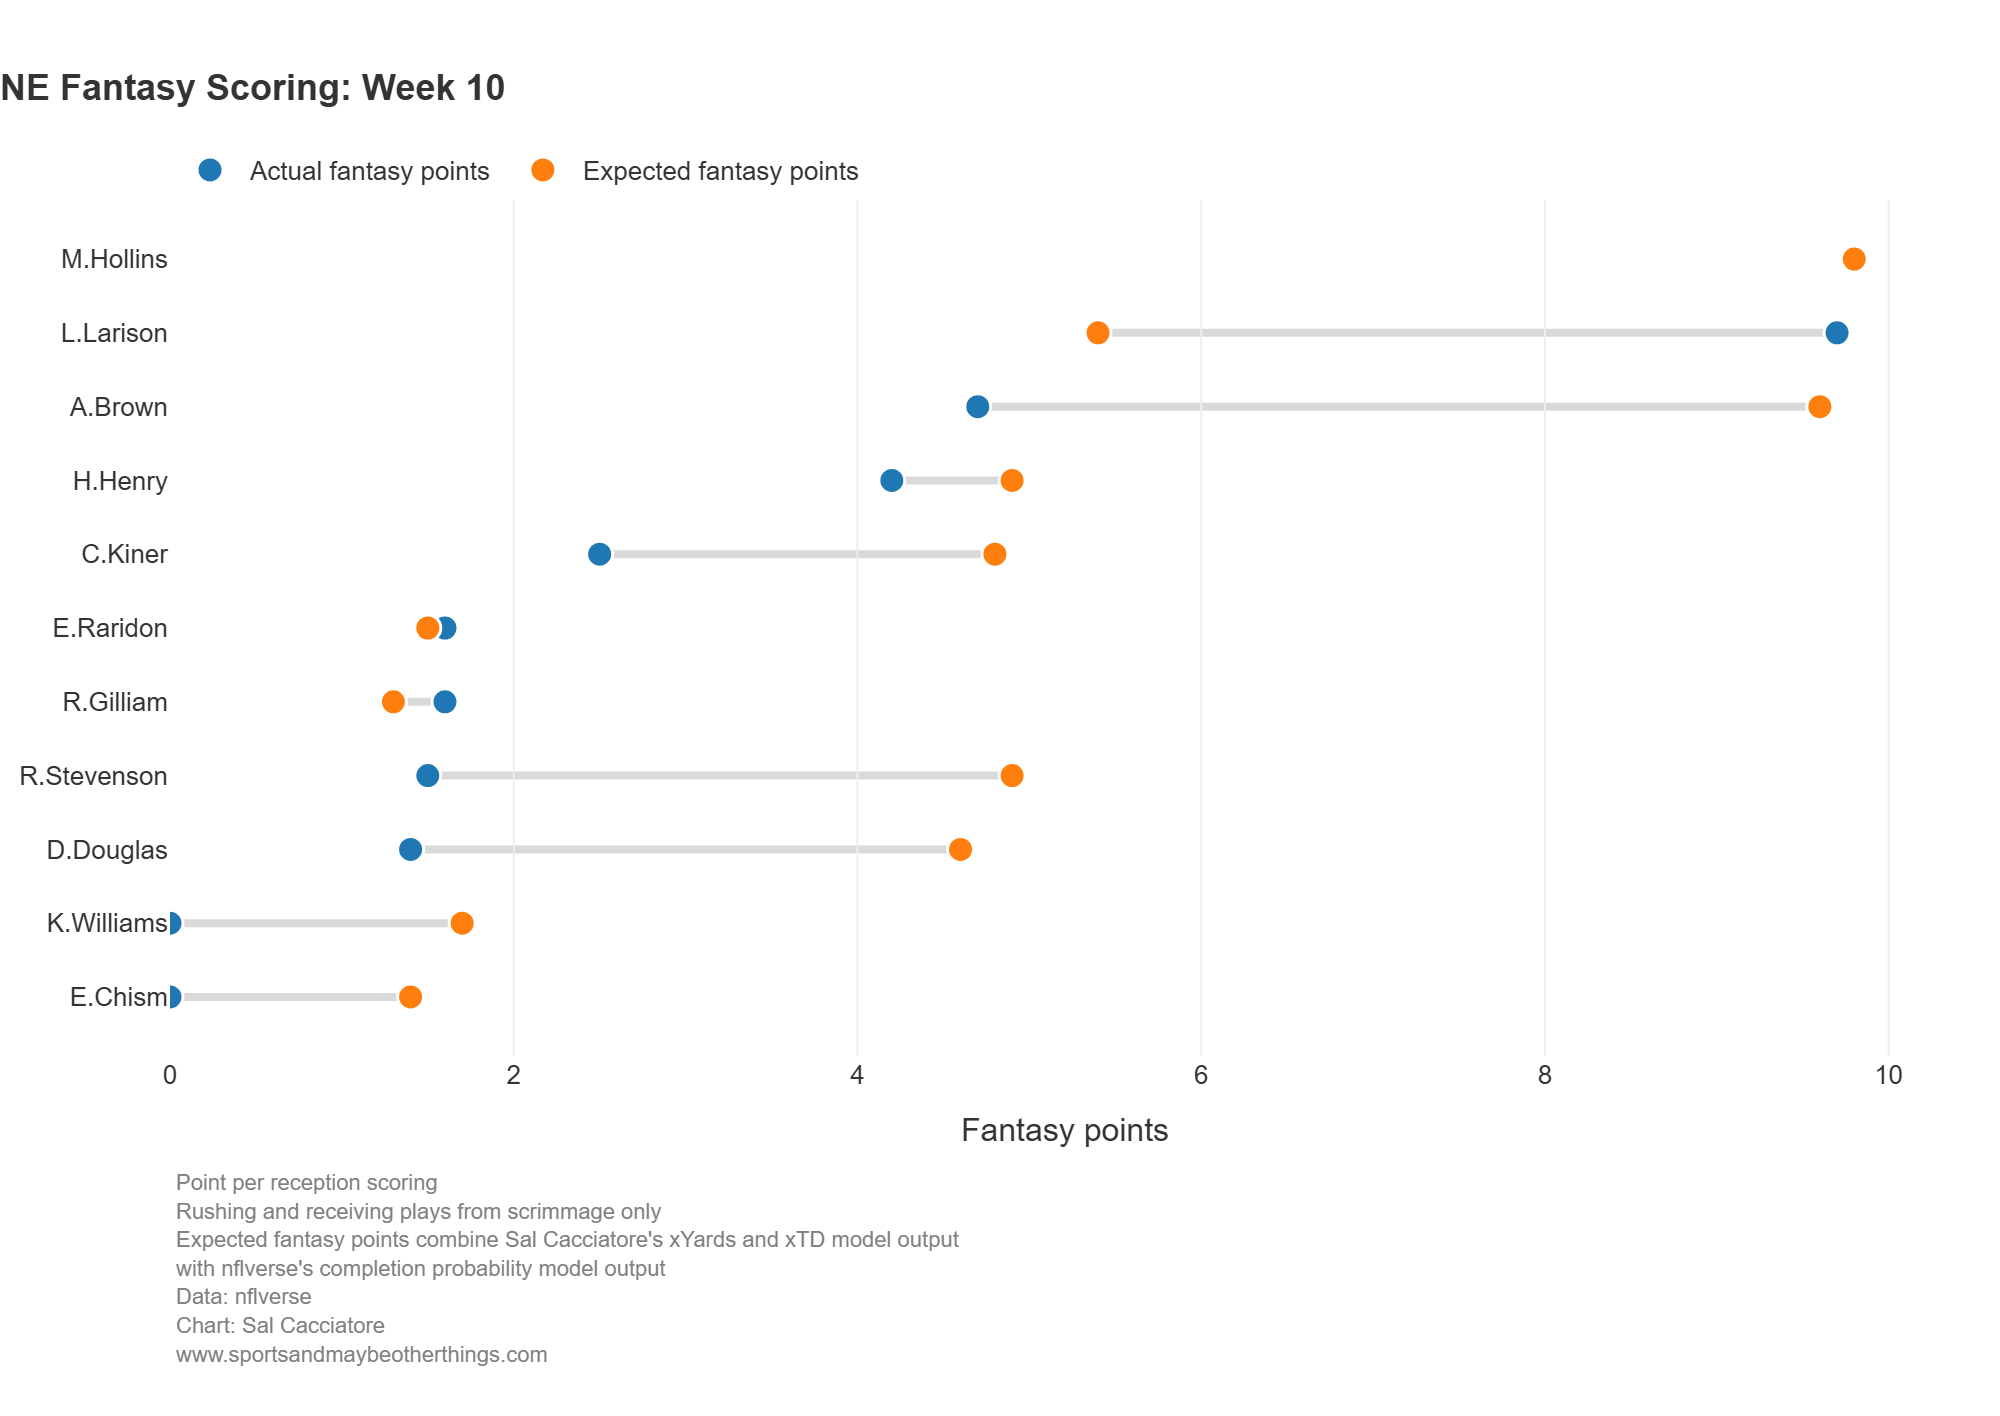 NE Fantasy Scoring: Week 10
Actual fantasy points
Expected fantasy points
M.Hollins
L.Larison
A.Brown
H.Henry
C.Kiner
E.Raridon
R.Gilliam
R.Stevenson
D.Douglas
K.Williams
E.Chism
0 2 4 6 8 10
Fantasy points
Point per reception scoring
Rushing and receiving plays from scrimmage only
Expected fantasy points combine Sal Cacciatore's xYards and xTD model output
with nflverse's completion probability model output
Data: nflverse
Chart: Sal Cacciatore
www.sportsandmaybeotherthings.com